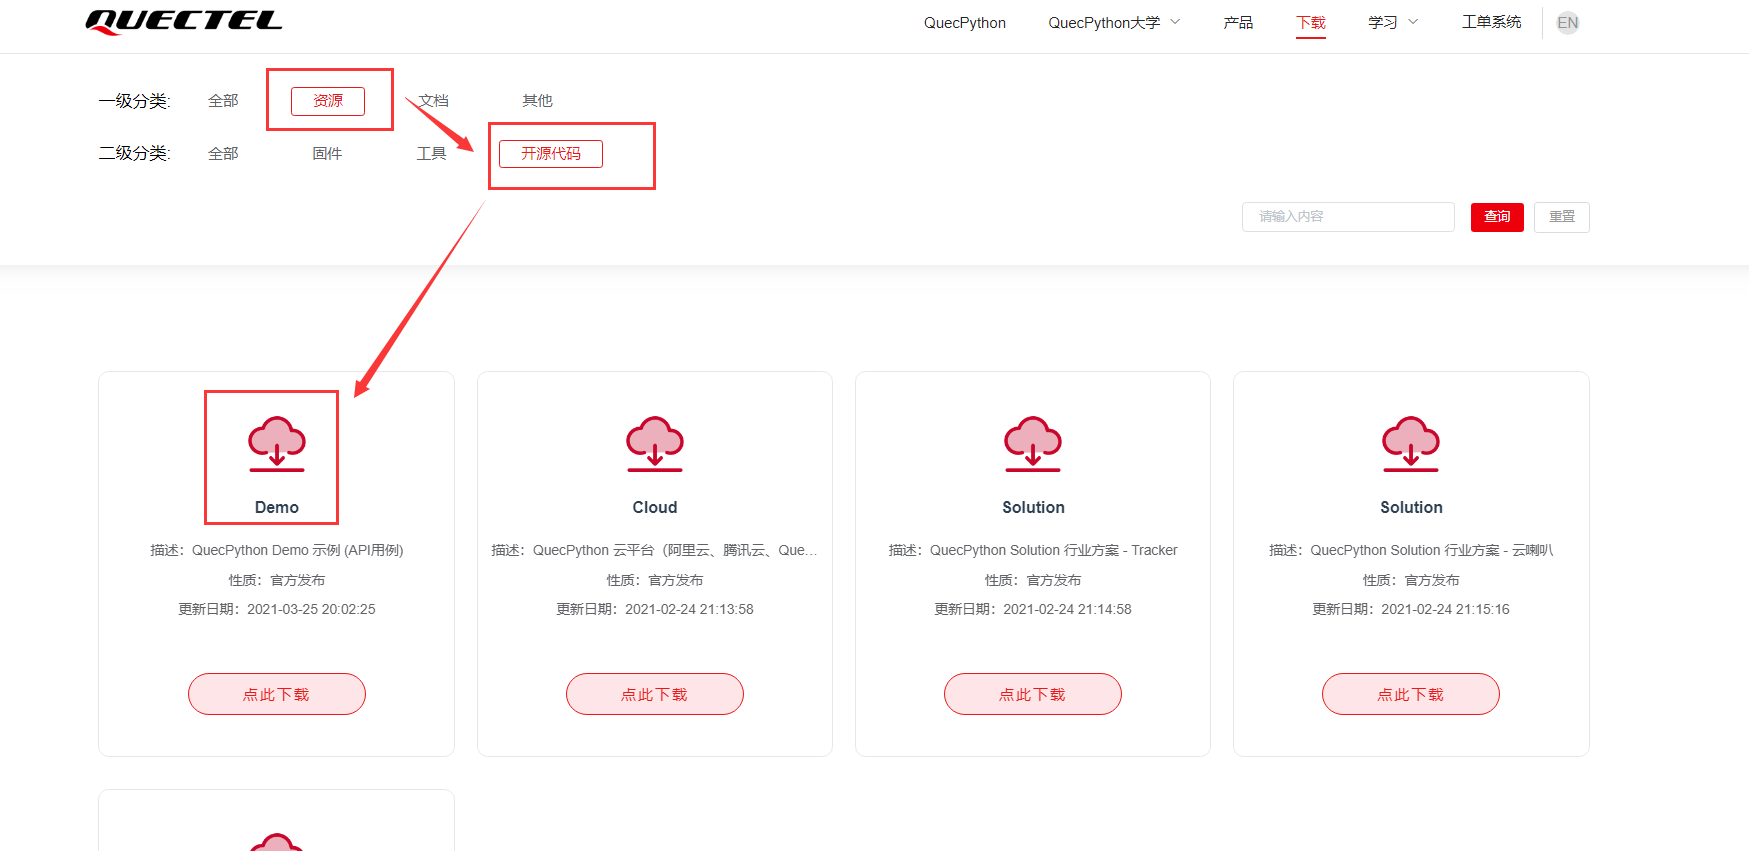 QUECTEL
QuecPython QuecPython大学 产品 下载 学习 工单系统 EN
一级分类: 全部 资源 文档 其他
二级分类: 全部 固件 工具 开源代码
请输入内容 查询 重置
Demo
描述：QuecPython Demo 示例 (API用例)
性质：官方发布
更新日期：2021-03-25 20:02:25
点此下载
Cloud
描述：QuecPython 云平台（阿里云、腾讯云、Que...
性质：官方发布
更新日期：2021-02-24 21:13:58
点此下载
Solution
描述：QuecPython Solution 行业方案 - Tracker
性质：官方发布
更新日期：2021-02-24 21:14:58
点此下载
Solution
描述：QuecPython Solution 行业方案 - 云喇叭
性质：官方发布
更新日期：2021-02-24 21:15:16
点此下载